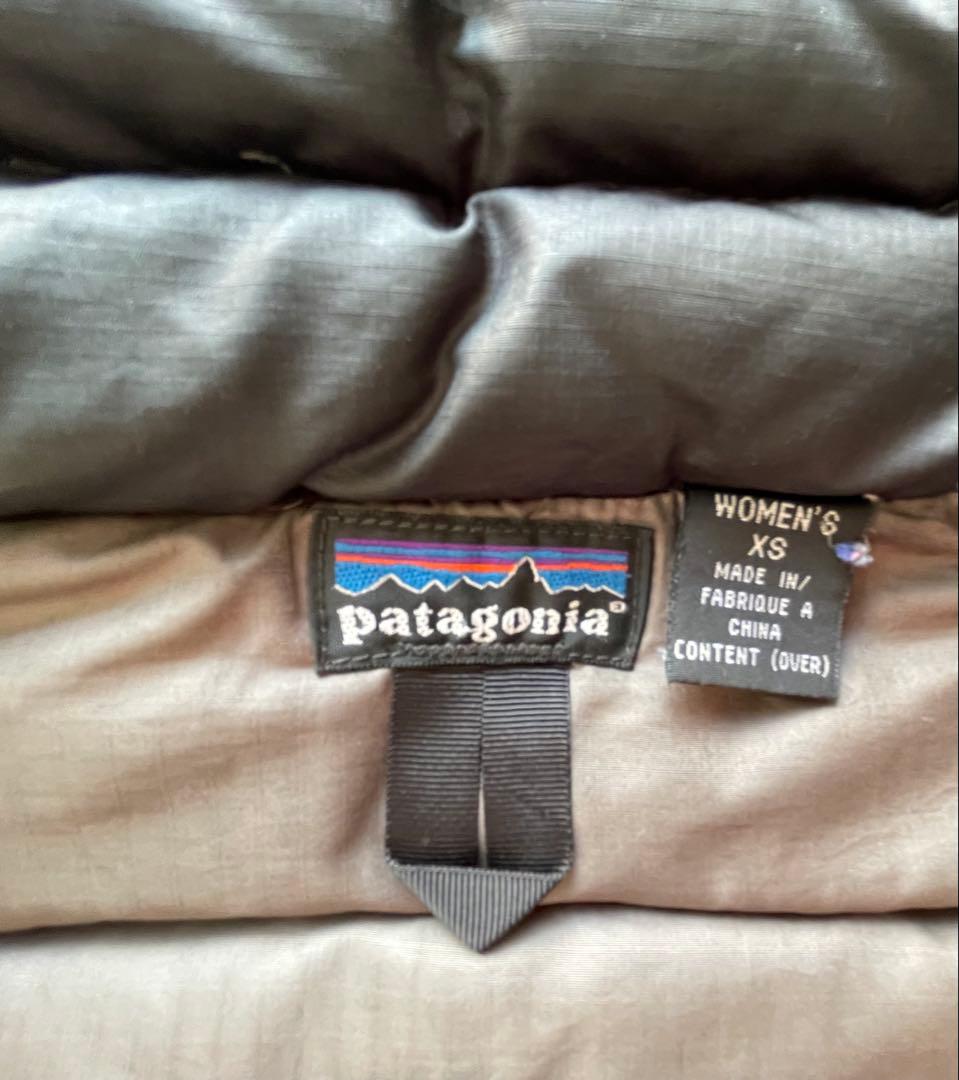 patagonia®
WOMEN'S
XS
MADE IN/
FABRIQUE A
CHINA
CONTENT (OVER)